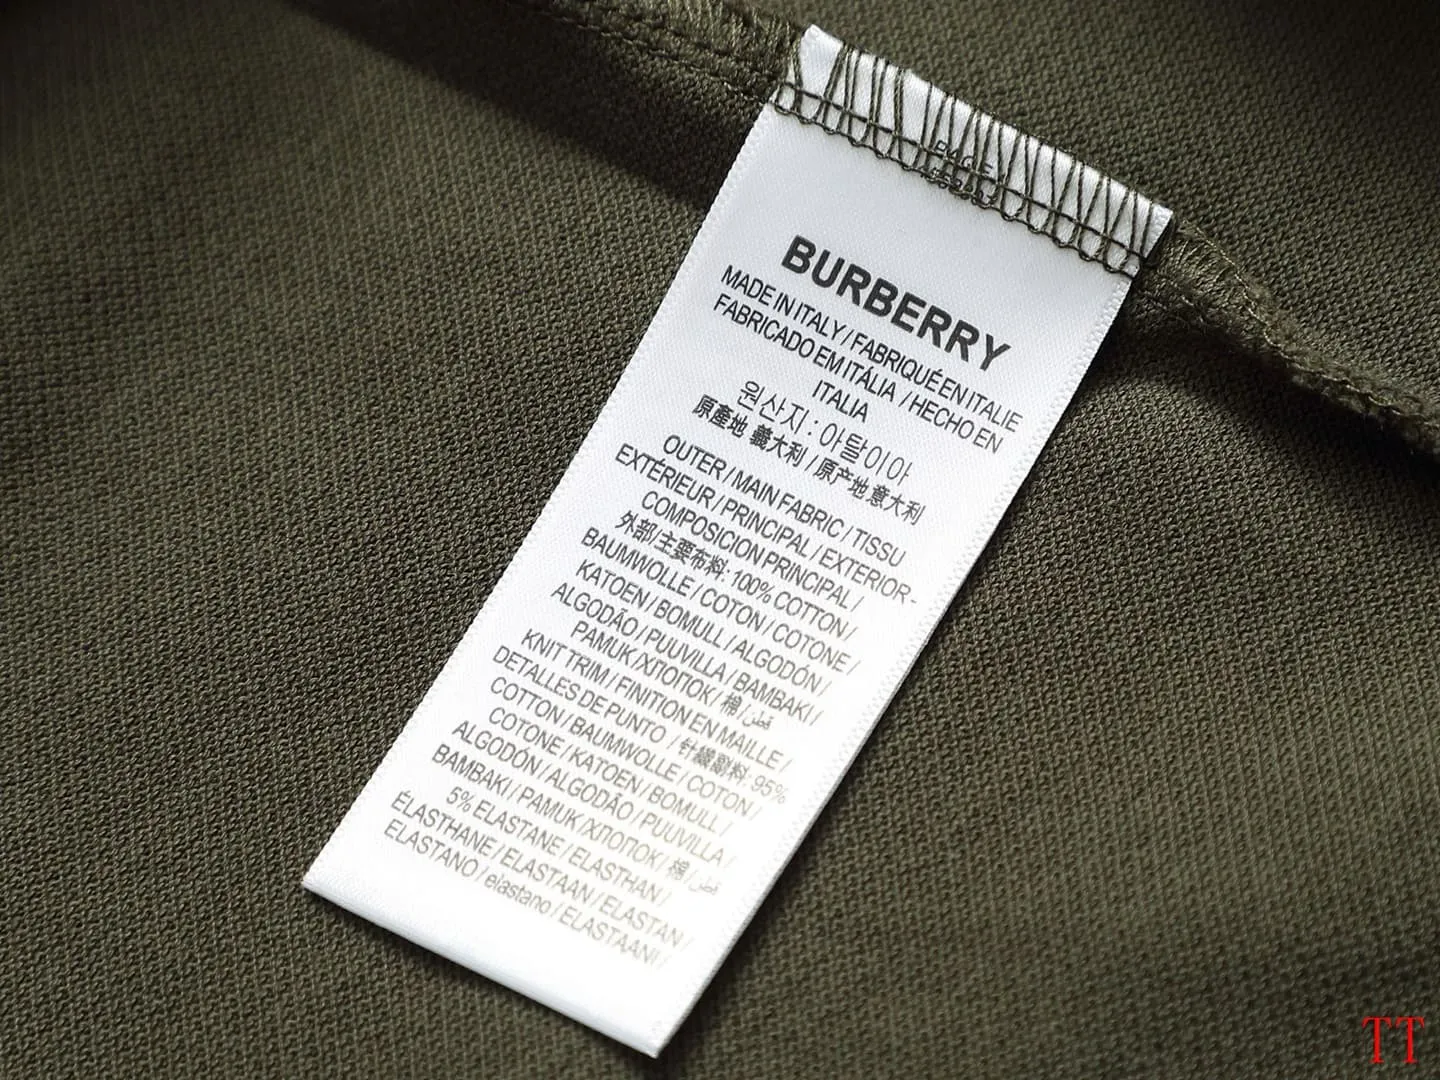 BURBERRY
MADE IN ITALY / FABRIQUÉ EN ITALIE
FABRICADO EM ITÁLIA / HECHO EN
ITALIA
원산지 : 아탈이아
原產地 義大利 / 原产地 意大利
OUTER / MAIN FABRIC / TISSU
EXTÉRIEUR / PRINCIPAL / EXTERIOR-
COMPOSICION PRINCIPAL /
外部/主要布料: 100% COTTON /
BAUMWOLLE / COTON / COTONE /
KATOEN / BOMULL / ALGODÓN /
ALGODÃO / PUUVILLA / BAMBAKI /
PAMUK /ХЛОПОК/ 棉 / قطن
KNIT TRIM / FINITION EN MAILLE /
DETALLES DE PUNTO / 针織副料: 95%
COTTON / BAUMWOLLE / COTON /
COTONE / KATOEN / BOMULL /
ALGODÓN / ALGODÃO / PUUVILLA /
BAMBAKI / PAMUK /ХЛОПОК/ 棉 / قطن
5% ELASTANE / ELASTHAN /
ÉLASTHANE / ELASTAAN / ELASTAN /
ELASTANO / elastano / ELASTAANI /
TT